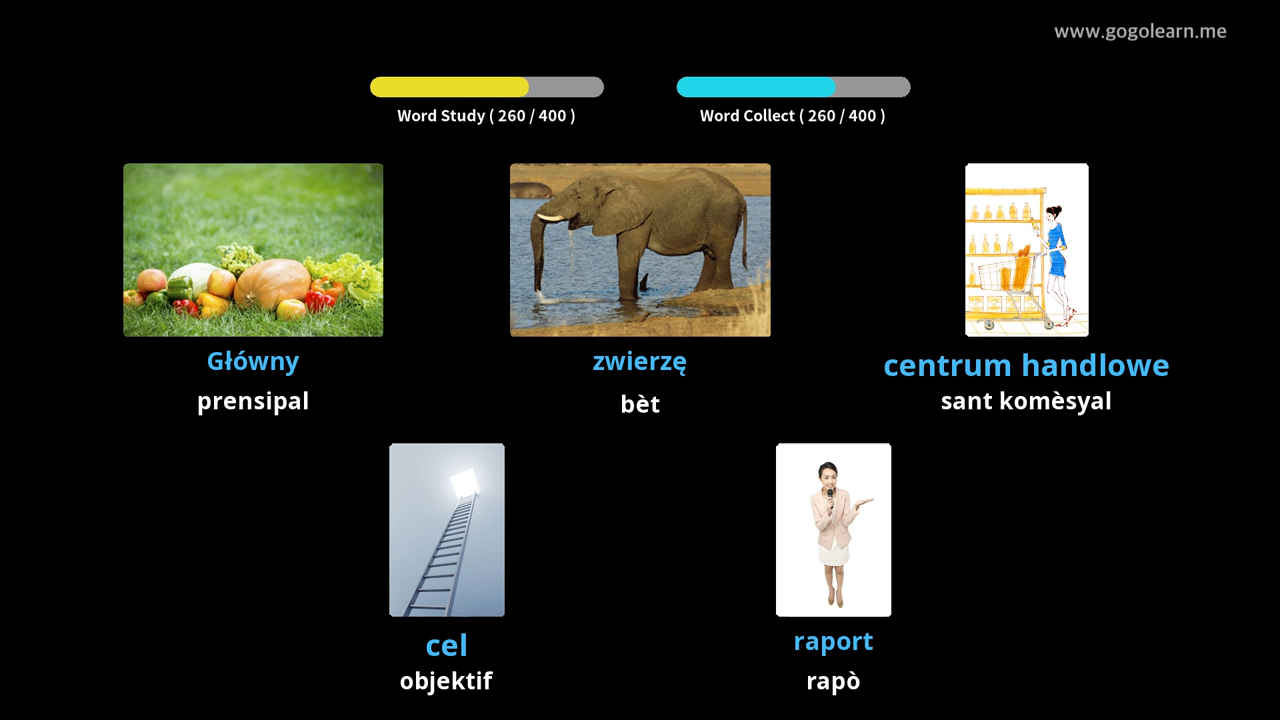 www.gogolearn.me
Word Study ( 260 / 400 )
Word Collect ( 260 / 400 )
Główny
prensipal
zwierzę
bèt
centrum handlowe
sant komèsyal
cel
objektif
raport
rapò